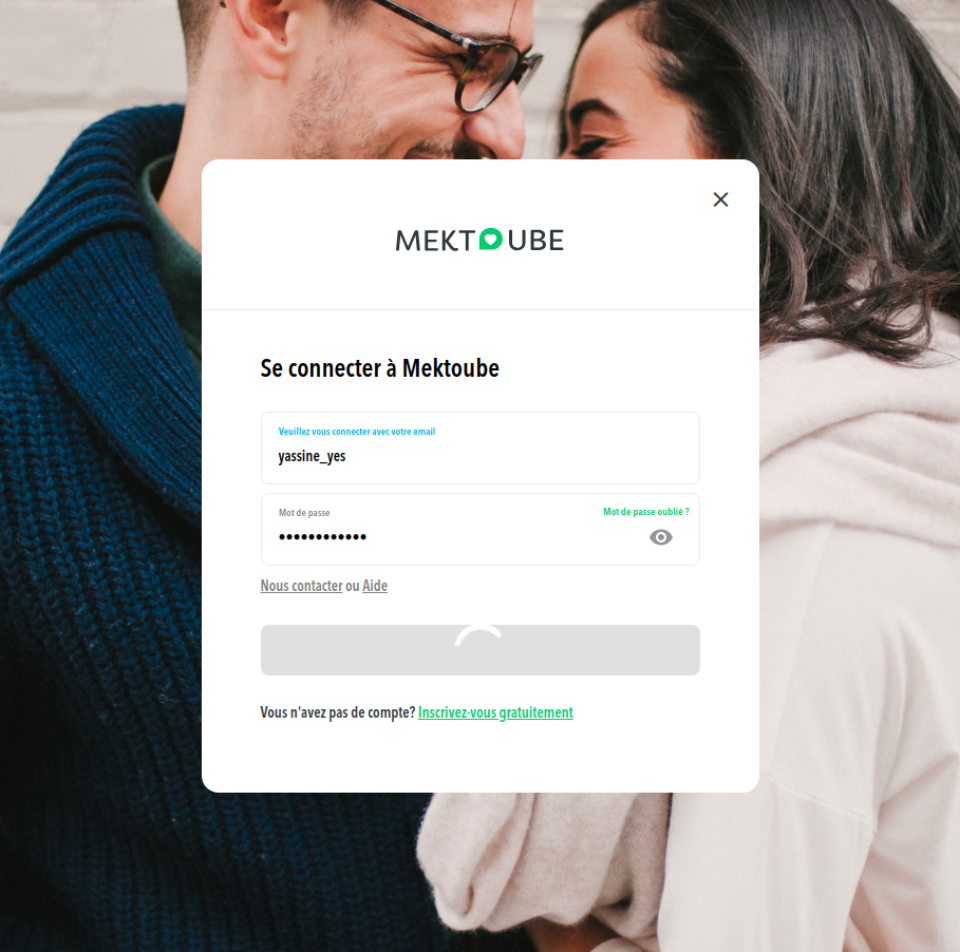 MEKTOUBE
Se connecter à Mektoube
Veuillez vous connecter avec votre email
yassine_yes
Mot de passe
Mot de passe oublié ?
••••••••••••
Nous contacter ou Aide
Vous n'avez pas de compte? Inscrivez-vous gratuitement